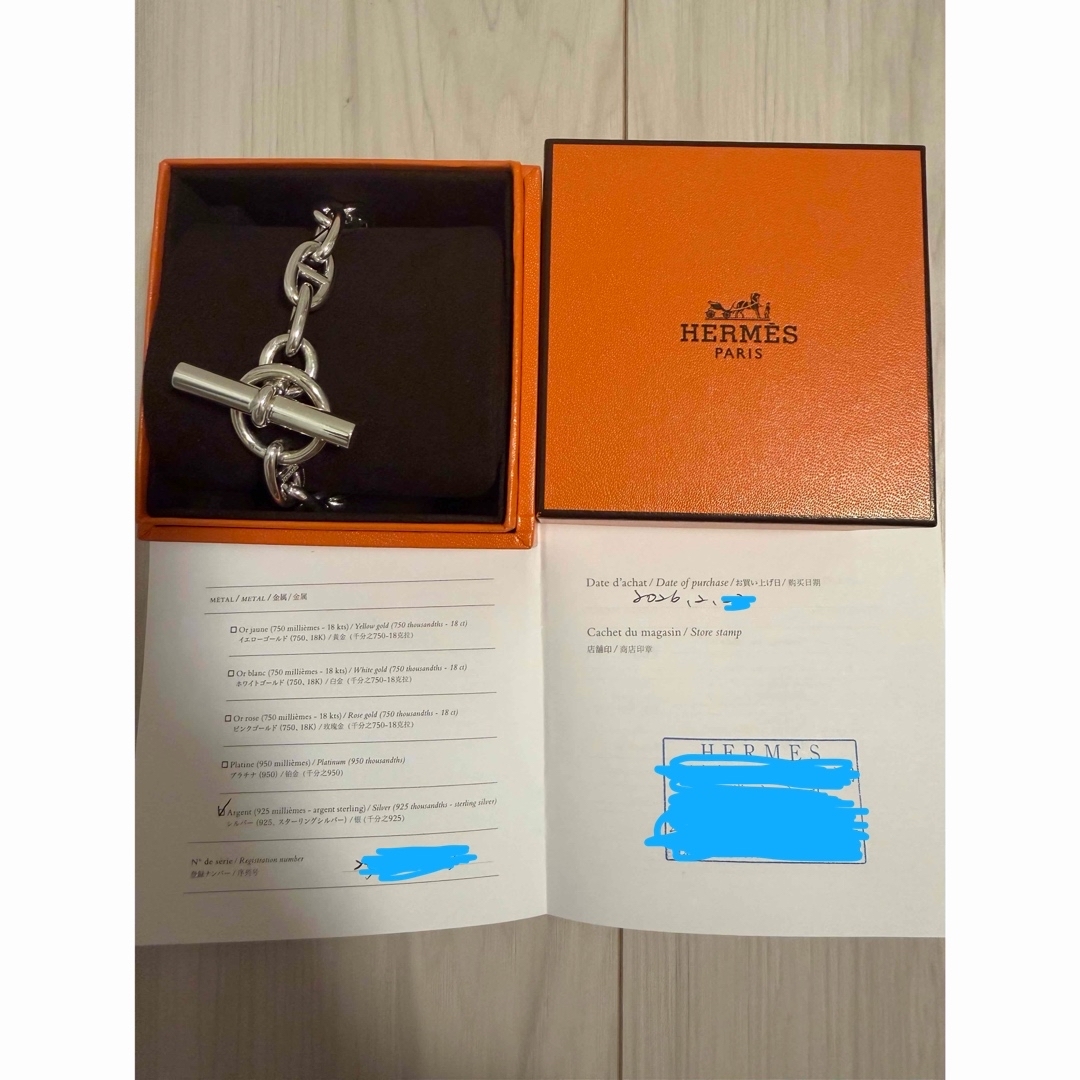 HERMÈS
PARIS
MÉTAL / METAL / 金属 / 金属
Or jaune (750 millièmes - 18 kts) / Yellow gold (750 thousandths - 18 ct)
イエローゴールド (750、18K) / 黃金 (千分之750-18克拉)
Or blanc (750 millièmes - 18 kts) / White gold (750 thousandths - 18 ct)
ホワイトゴールド (750、18K) / 白金 (千分之750-18克拉)
Or rose (750 millièmes - 18 kts) / Rose gold (750 thousandths - 18 ct)
ピンクゴールド (750、18K) / 玫瑰金 (千分之750-18克拉)
Platine (950 millièmes) / Platinum (950 thousandths)
プラチナ (950) / 铂金 (千分之950)
Argent (925 millièmes - argent sterling) / Silver (925 thousandths - sterling silver)
シルバー (925、スターリングシルバー) / 银 (千分之925)
N° de série / Registration number
登録ナンバー / 序列号
Date d'achat / Date of purchase / お買い上げ日 / 购买日期
2026.2.
Cachet du magasin / Store stamp
店舗印 / 商店印章
HERMES